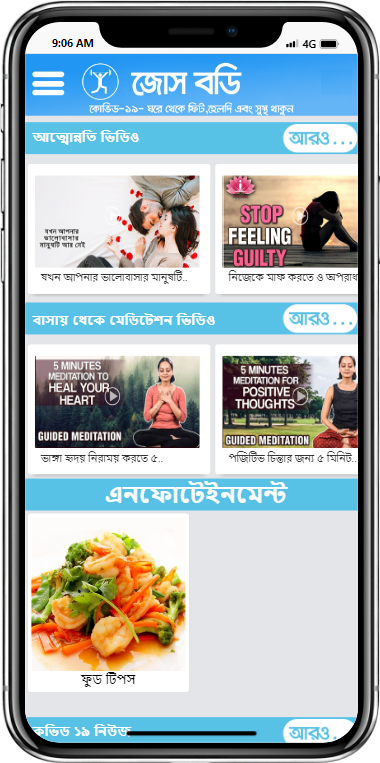 9:06 AM
4G
জোস বডি
কোভিড-১৯- ঘরে থেকে ফিট,হেলদি এবং সুস্থ থাকুন
আত্মোন্নতি ভিডিও
আরও...
যখন আপনার
ভালোবাসার
মানুষটি আর নেই
STOP
FEELING
GUILTY
যখন আপনার ভালোবাসার মানুষটি..
নিজেকে মাফ করতে ও অপরাধ
বাসায় থেকে মেডিটেশন ভিডিও
আরও...
5 MINUTES
MEDITATION TO
HEAL YOUR
HEART
GUIDED MEDITATION
5 MINUTES
MEDITATION FOR
POSITIVE
THOUGHTS
GUIDED MEDITATION
ভাঙ্গা হৃদয় নিরাময় করতে ৫..
পজিটিভ চিন্তার জন্য ৫ মিনিট..
এনফোটেইনমেন্ট
ফুড টিপস
কভিড ১৯ নিউজ
আরও...